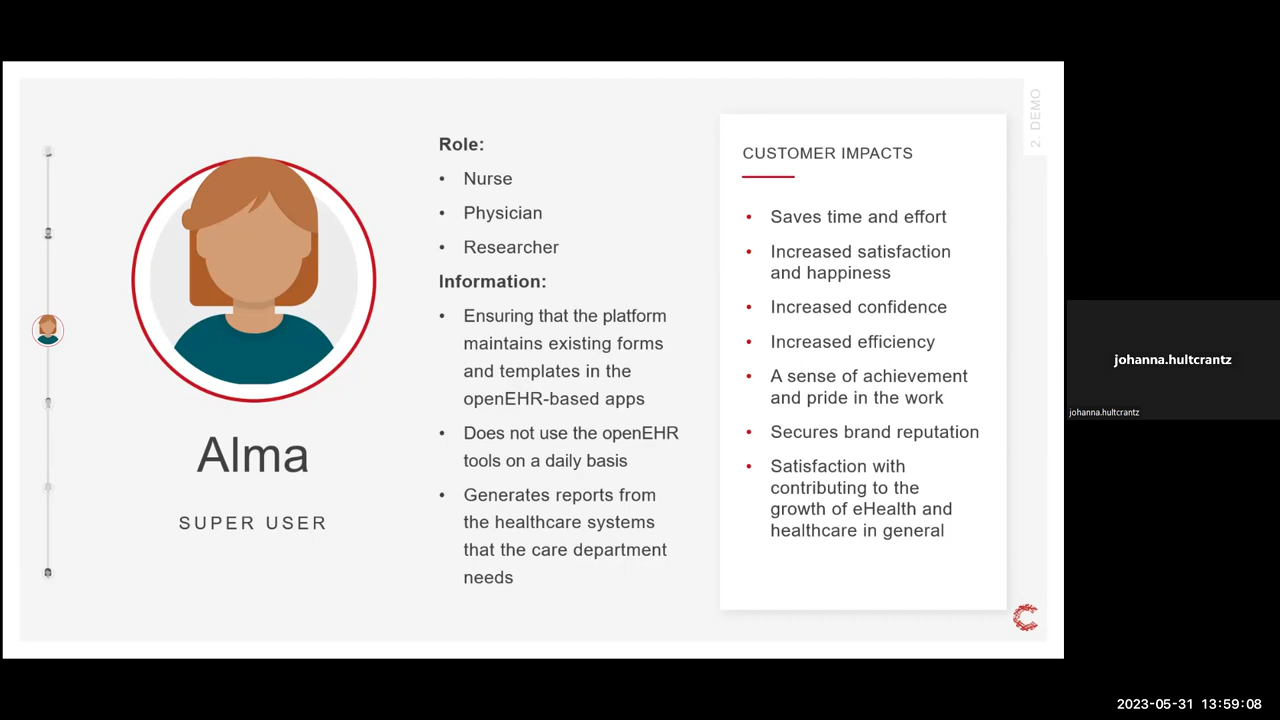 2. DEMO
Alma
SUPER USER
Role:
• Nurse
• Physician
• Researcher
Information:
• Ensuring that the platform
maintains existing forms
and templates in the
openEHR-based apps
• Does not use the openEHR
tools on a daily basis
• Generates reports from
the healthcare systems
that the care department
needs
CUSTOMER IMPACTS
• Saves time and effort
• Increased satisfaction
and happiness
• Increased confidence
• Increased efficiency
• A sense of achievement
and pride in the work
• Secures brand reputation
• Satisfaction with
contributing to the
growth of eHealth and
healthcare in general
johanna.hultcrantz
johanna.hultcrantz
2023-05-31 13:59:08